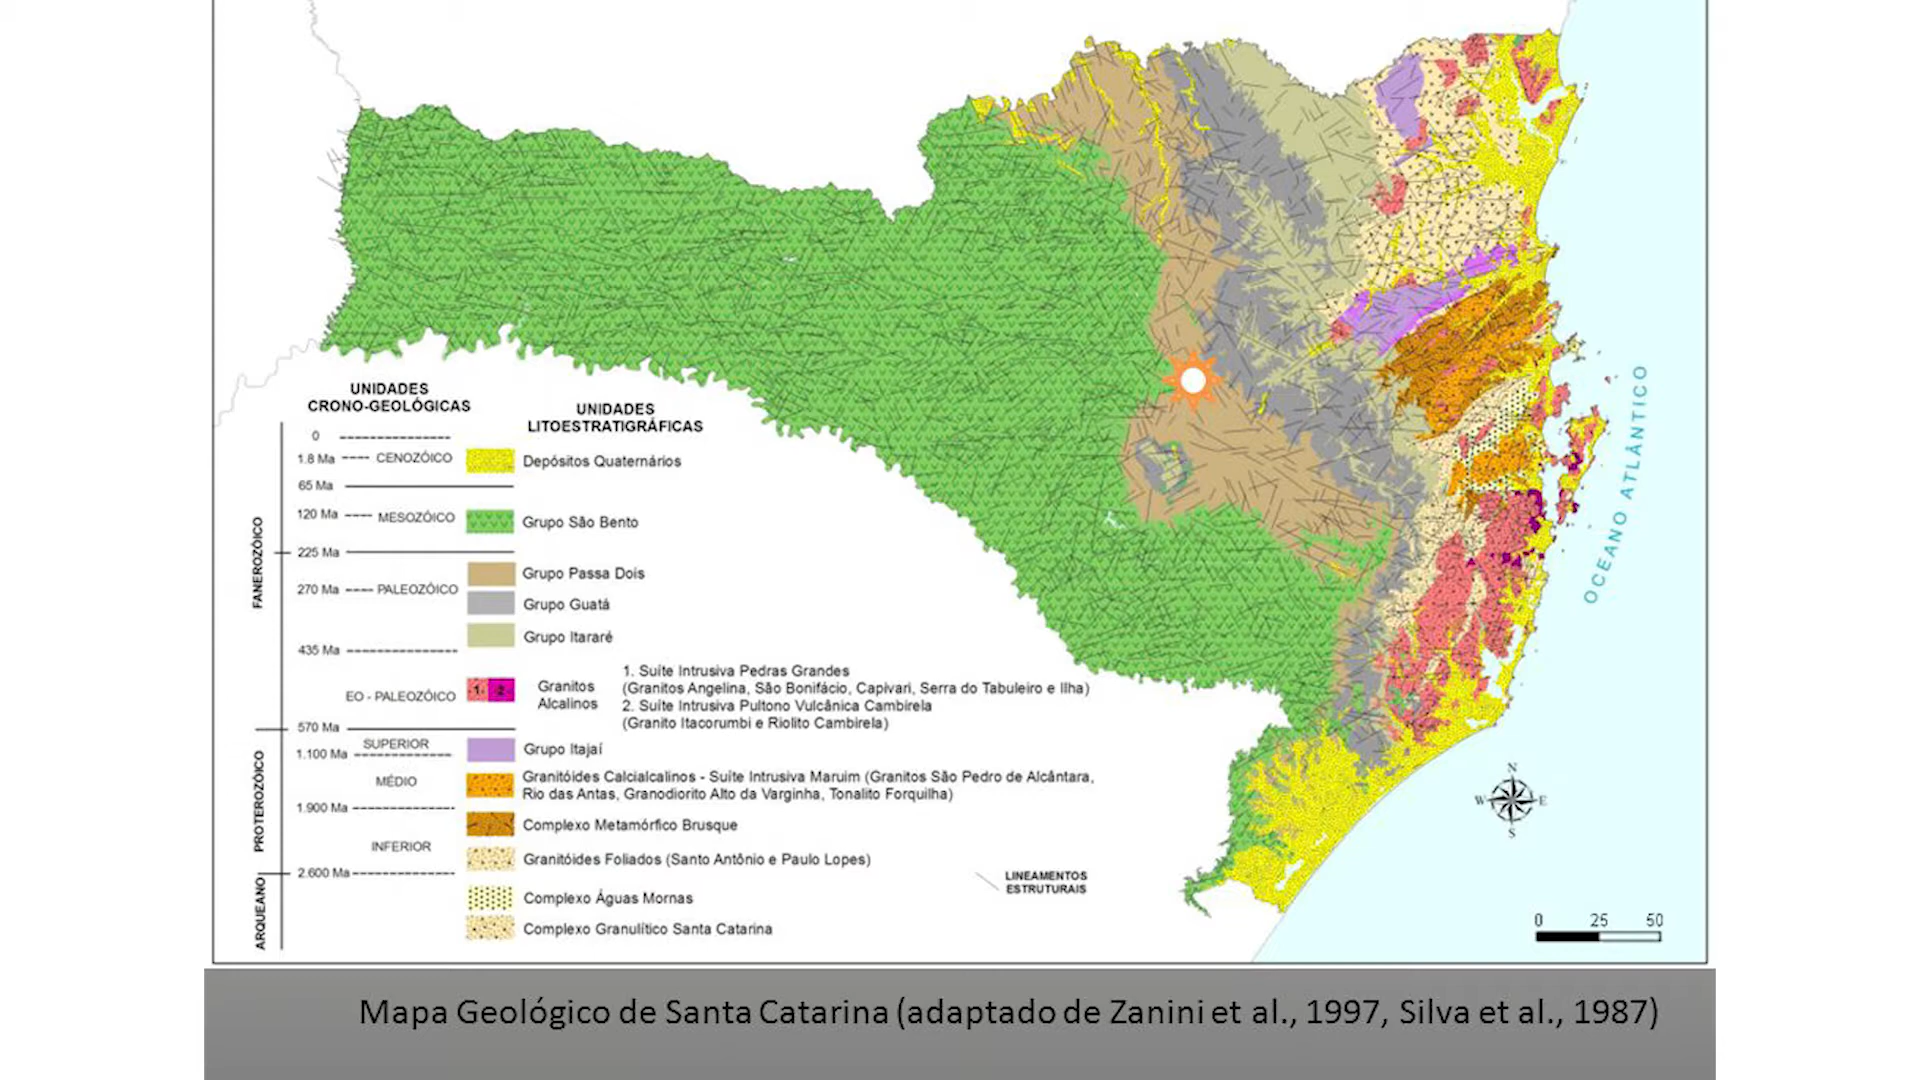 UNIDADES
CRONO-GEOLÓGICAS
UNIDADES
LITOESTRATIGRÁFICAS
0
1.8 Ma
CENOZÓICO
Depósitos Quaternários
65 Ma
120 Ma
MESOZÓICO
Grupo São Bento
FANEROZÓICO
225 Ma
Grupo Passa Dois
270 Ma
PALEOZÓICO
Grupo Guatá
Grupo Itararé
435 Ma
EO - PALEOZÓICO
1
2
Granitos
Alcalinos
1. Suíte Intrusiva Pedras Grandes
(Granitos Angelina, São Bonifácio, Capivari, Serra do Tabuleiro e Ilha)
2. Suíte Intrusiva Pultono Vulcânica Cambirela
(Granito Itacorumbi e Riolito Cambirela)
570 Ma
SUPERIOR
Grupo Itajaí
1.100 Ma
PROTEROZÓICO
MÉDIO
Granitóides Calcialcalinos - Suíte Intrusiva Maruim (Granitos São Pedro de Alcântara,
Rio das Antas, Granodiorito Alto da Varginha, Tonalito Forquilha)
1.900 Ma
Complexo Metamórfico Brusque
INFERIOR
Granitóides Foliados (Santo Antônio e Paulo Lopes)
2.600 Ma
ARQUEANO
Complexo Águas Mornas
Complexo Granulítico Santa Catarina
LINEAMENTOS
ESTRUTURAIS
OCEANO ATLÂNTICO
N
W
E
S
0 25 50
Mapa Geológico de Santa Catarina (adaptado de Zanini et al., 1997, Silva et al., 1987)